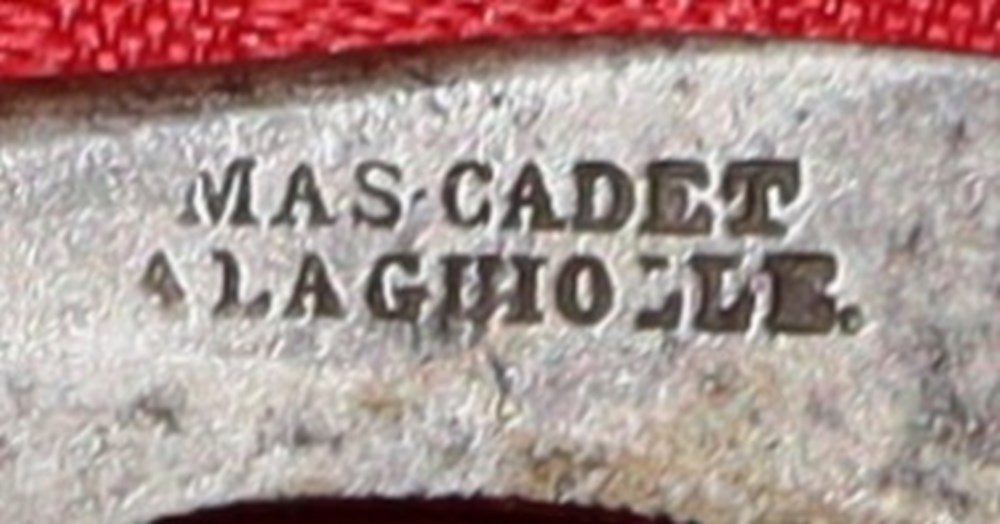 MAS CADET
A LAGUIOLLE.